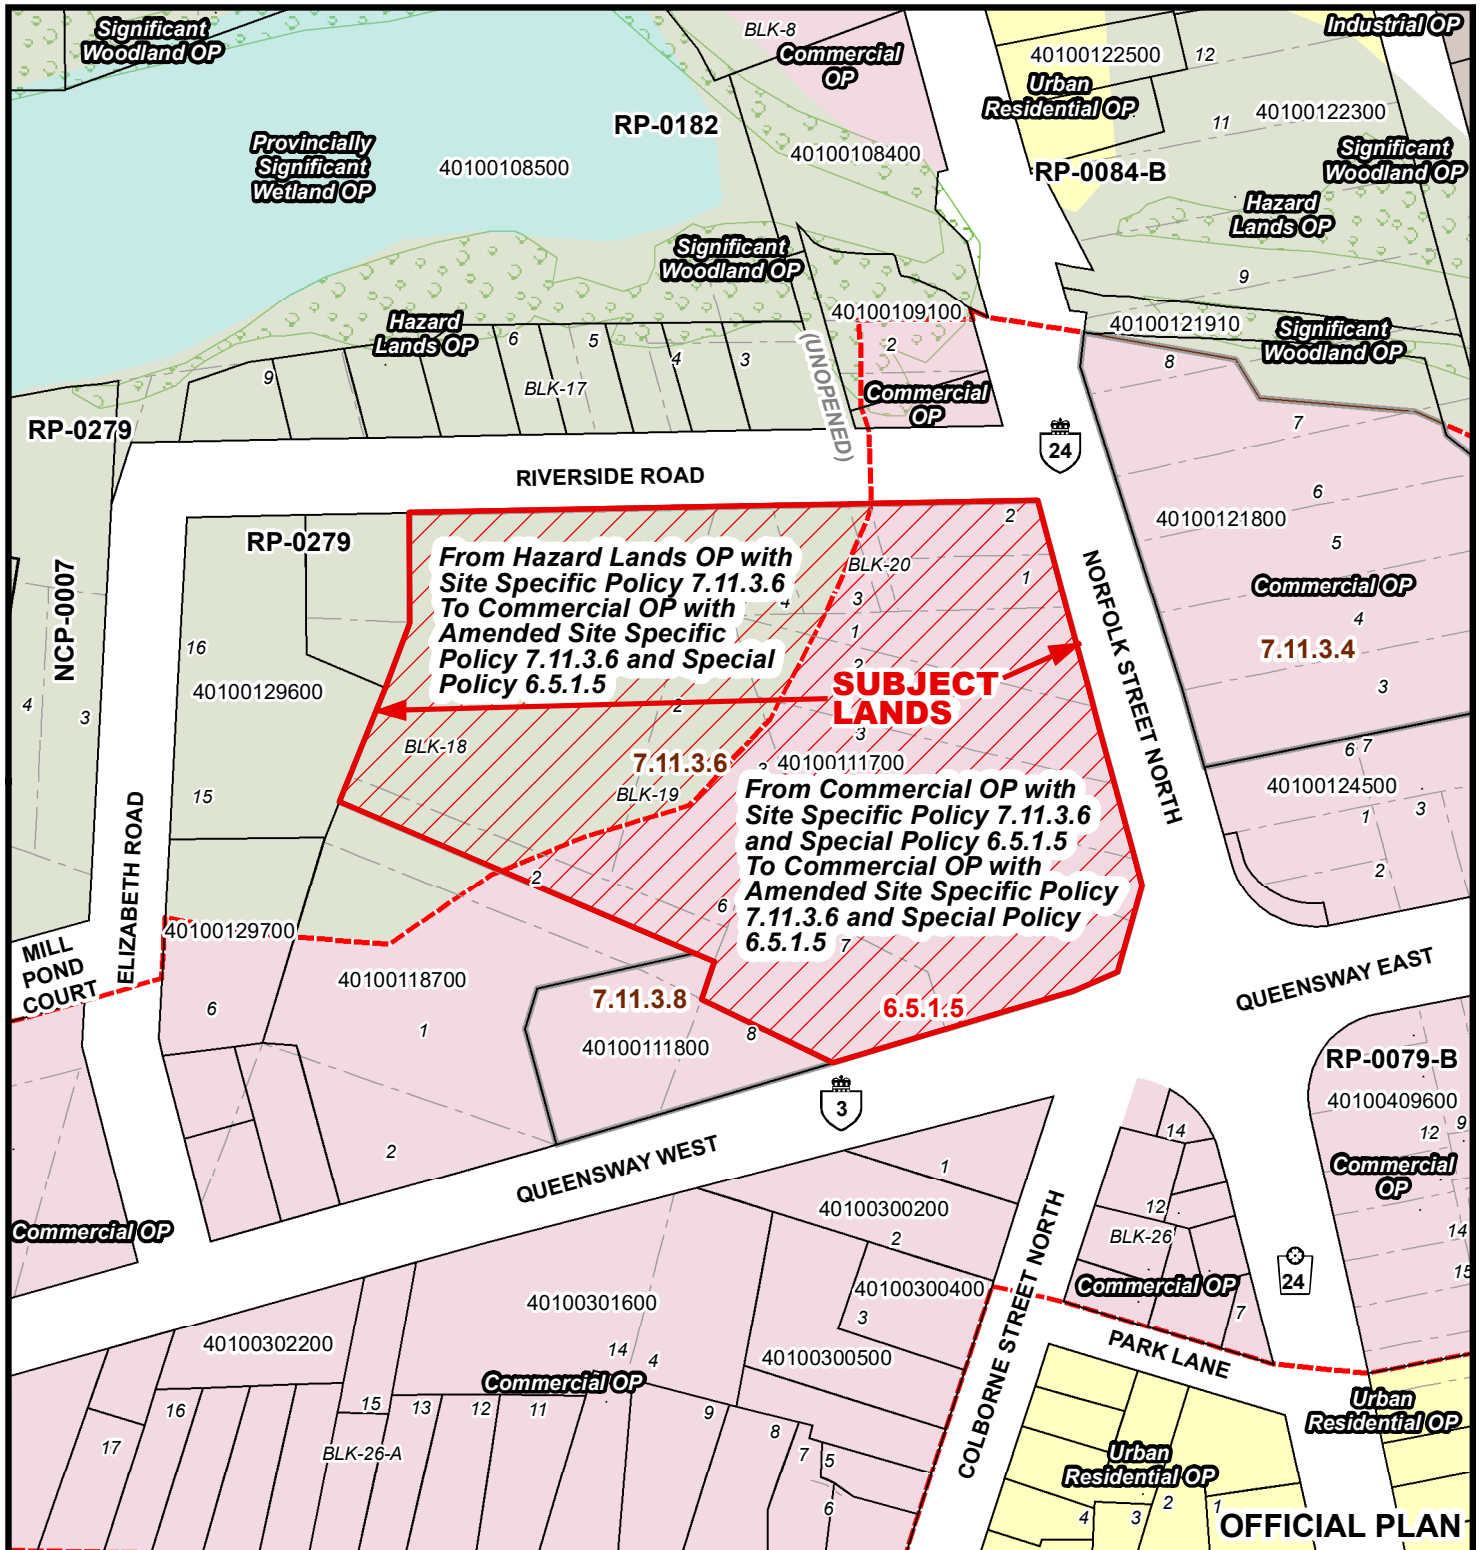 Significant
Woodland OP
BLK-8
Commercial
OP
40100122500
12
Industrial OP
Urban
Residential OP
RP-0182
11
40100122300
Provincially
Significant
Wetland OP
40100108500
40100108400
RP-0084-B
Significant
Woodland OP
Hazard
Lands OP
Significant
Woodland OP
9
Hazard
Lands OP
40100109100
40100121910
Significant
Woodland OP
6
5
4
3
2
8
9
BLK-17
(UNOPENED)
Commercial
OP
7
RP-0279
24
RIVERSIDE ROAD
6
40100121800
5
2
RP-0279
From Hazard Lands OP with
Site Specific Policy 7.11.3.6
To Commercial OP with
Amended Site Specific
Policy 7.11.3.6 and Special
Policy 6.5.1.5
BLK-20
1
4
3
1
2
NORFOLK STREET NORTH
Commercial OP
4
7.11.3.4
3
NCP-0007
16
40100129600
4
3
SUBJECT
LANDS
2
3
BLK-18
7.11.3.6
3
40100111700
6
7
BLK-19
15
From Commercial OP with
Site Specific Policy 7.11.3.6
and Special Policy 6.5.1.5
To Commercial OP with
Amended Site Specific Policy
7.11.3.6 and Special Policy
6.5.1.5
40100124500
1
3
2
ELIZABETH ROAD
2
6
7
40100129700
MILL
POND
COURT
40100118700
6
1
7.11.3.8
6.5.1.5
QUEENSWAY EAST
40100111800
8
RP-0079-B
3
40100409600
14
12
9
2
QUEENSWAY WEST
1
Commercial
OP
Commercial OP
40100300200
2
12
BLK-26
14
15
COLBORNE STREET NORTH
40100301600
40100300400
3
Commercial OP
7
24
40100302200
14
4
40100300500
PARK LANE
Commercial OP
Urban
Residential OP
16
15
13
12
11
9
8
17
BLK-26-A
7
5
6
Urban
Residential OP
4
3
2
1
OFFICIAL PLAN